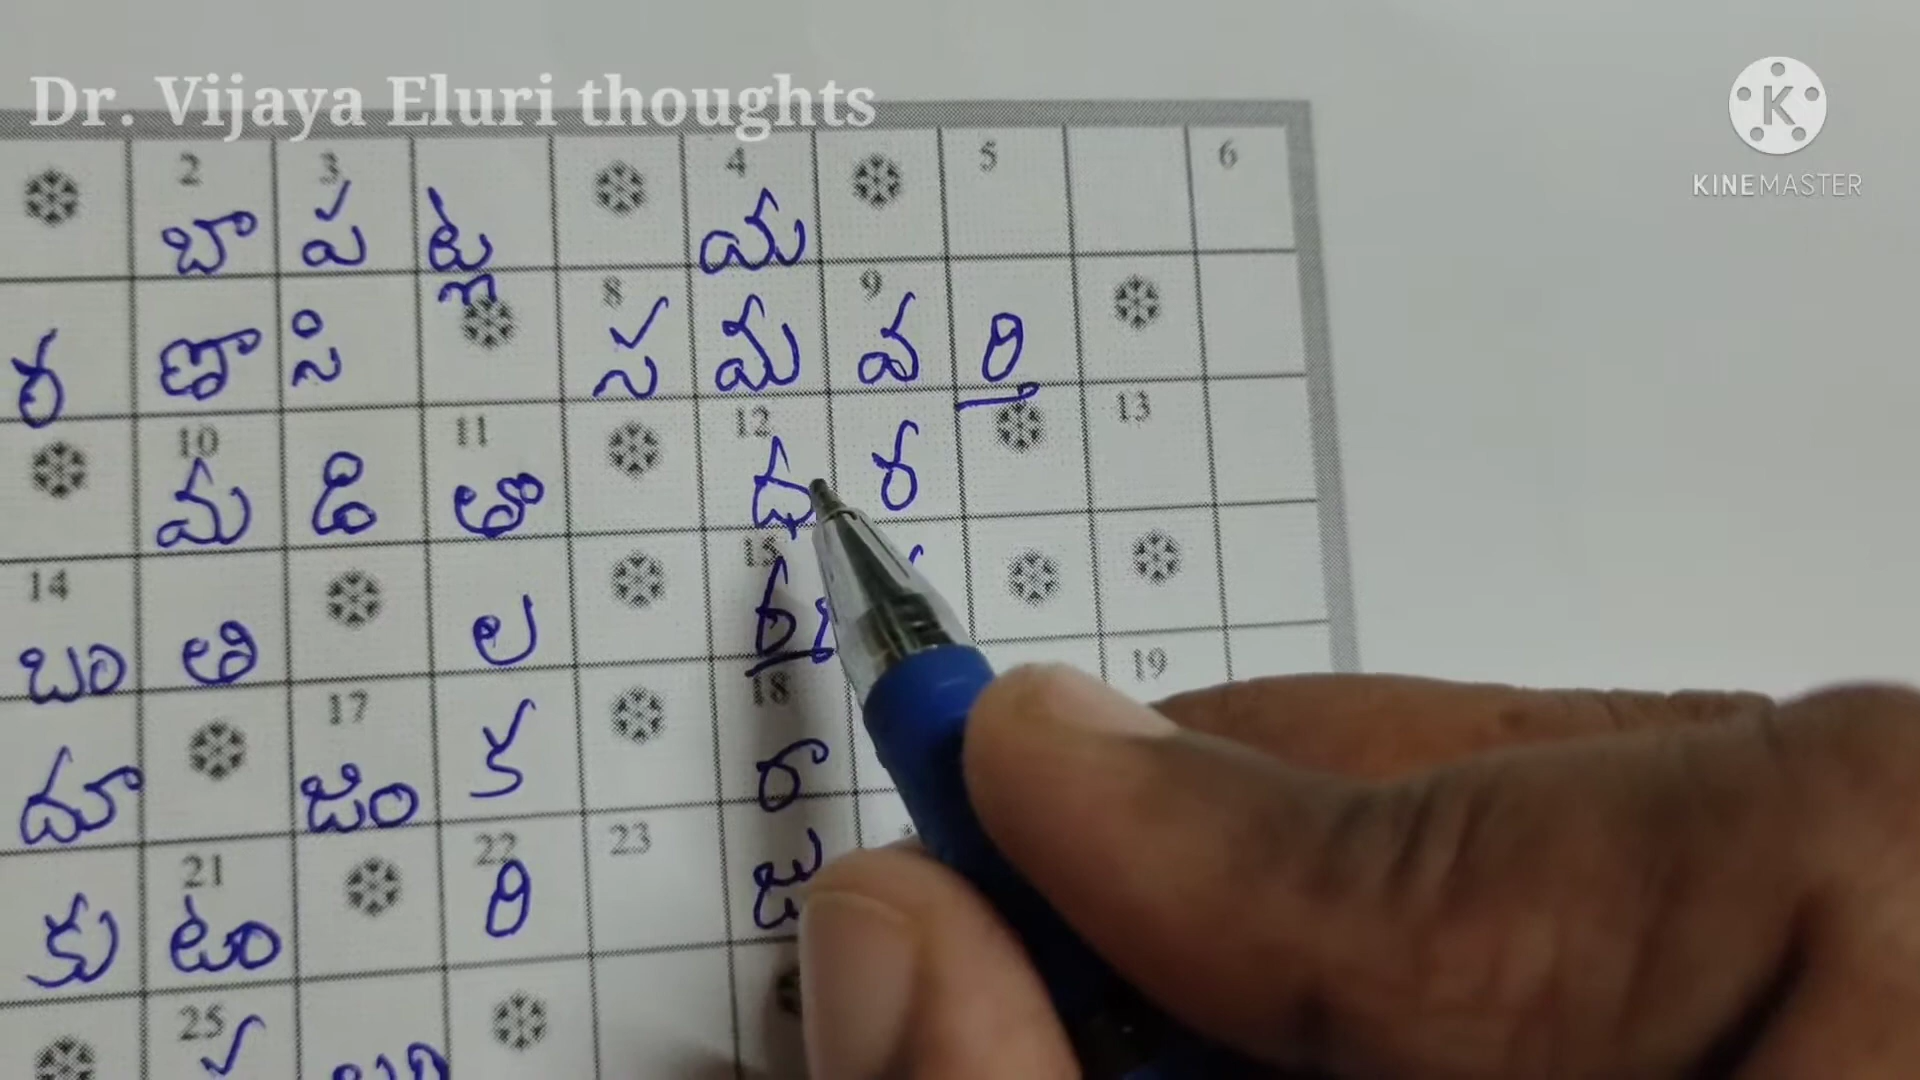 Dr. Vijaya Eluri thoughts
KINEMASTER
2 3 4 5 6
బా ప ట్ల య
8 9
ర ణా సి స మ వ ర్తి
10 11 12 13
మ డి తో ధ ర
14 15
బం తి ల ర్మ
17 18 19
దూ జిం క రా
21 22 23
కు టం రి జు
25